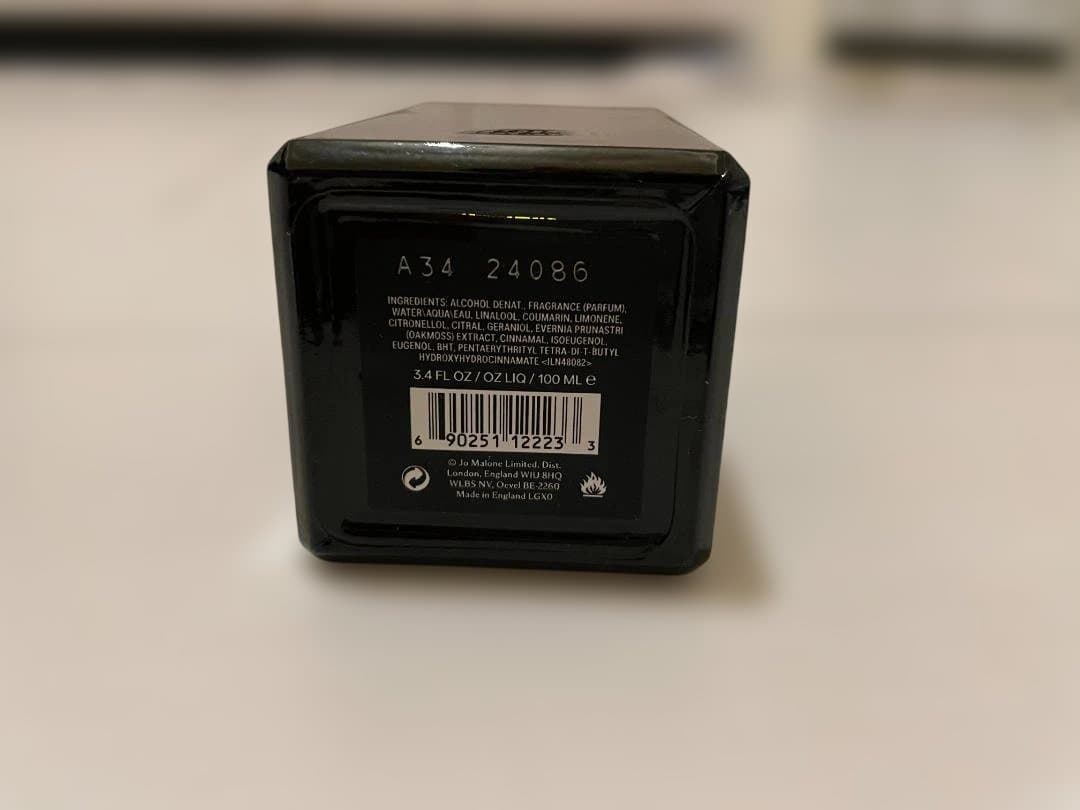 A34 24086
INGREDIENTS: ALCOHOL DENAT., FRAGRANCE (PARFUM),
WATER\AQUA\EAU, LINALOOL, COUMARIN, LIMONENE,
CITRONELLOL, CITRAL, GERANIOL, EVERNIA PRUNASTRI
(OAKMOSS) EXTRACT, CINNAMAL, ISOEUGENOL,
EUGENOL, BHT, PENTAERYTHRITYL TETRA-DI-T-BUTYL
HYDROXYHYDROCINNAMATE <ILN48082>
3.4 FL OZ / OZ LIQ / 100 ML e
6 90251 12223 3
© Jo Malone Limited, Dist.
London, England W1J 8HQ
WLBS NV, Oevel BE-2260
Made in England LGX0